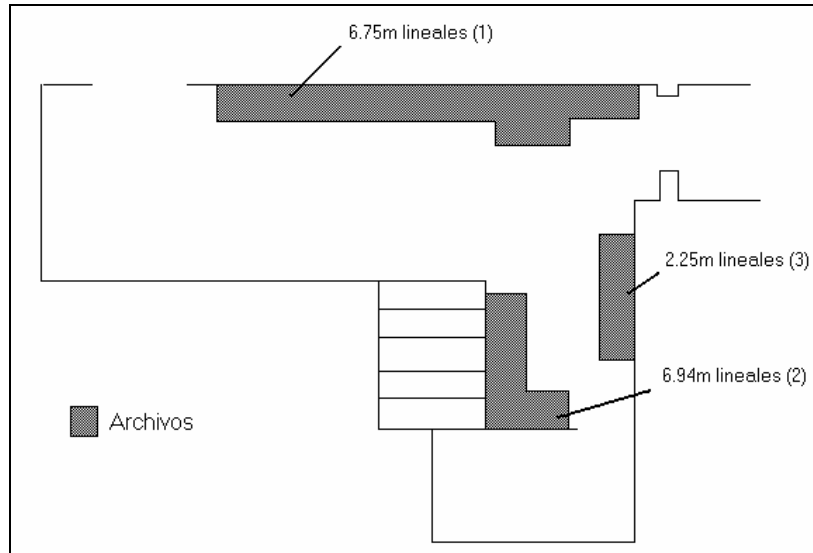 6.75m lineales (1)
2.25m lineales (3)
6.94m lineales (2)
Archivos